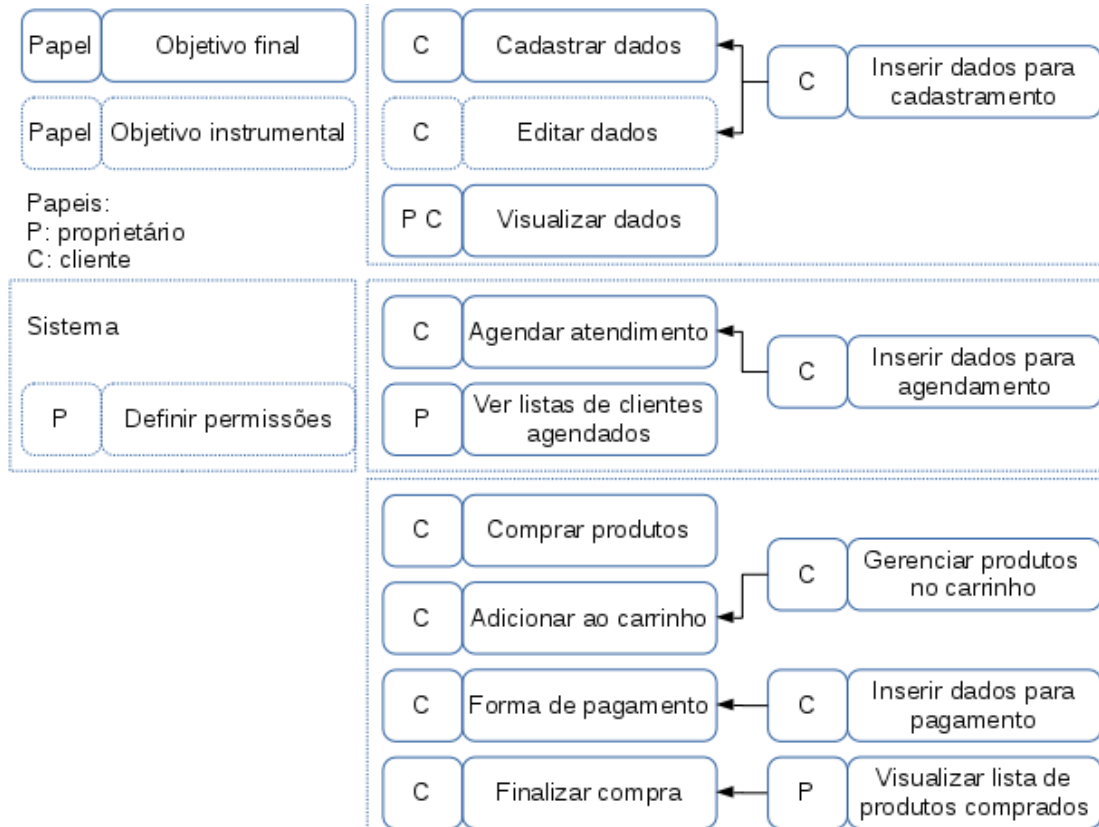 Papel
Objetivo final
Papel
Objetivo instrumental
Papeis:
P: proprietário
C: cliente
Sistema
P
Definir permissões
C
Cadastrar dados
C
Inserir dados para
cadastramento
C
Editar dados
P C
Visualizar dados
C
Agendar atendimento
C
Inserir dados para
agendamento
P
Ver listas de clientes
agendados
C
Comprar produtos
C
Gerenciar produtos
no carrinho
C
Adicionar ao carrinho
C
Forma de pagamento
C
Inserir dados para
pagamento
C
Finalizar compra
P
Visualizar lista de
produtos comprados